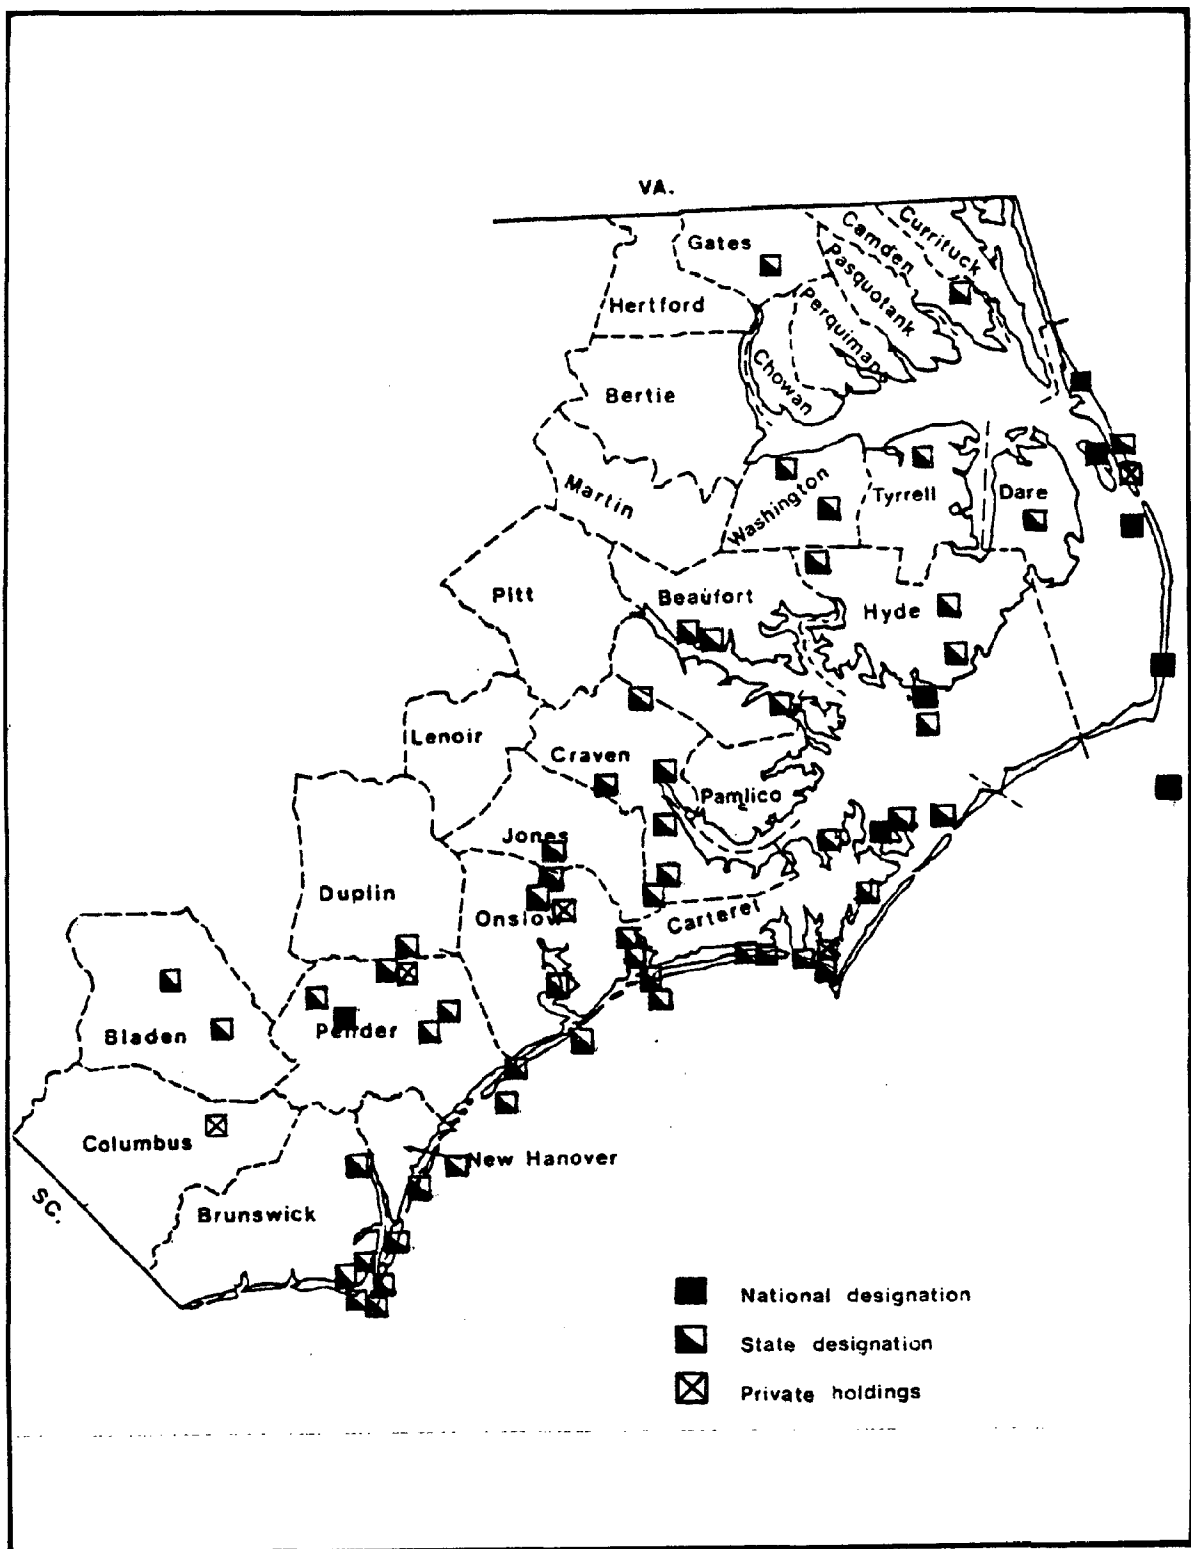 VA.
Gates
Camden
Currituck
Pasquotank
Hertford
Perquimans
Chowan
Bertie
Martin
Washington
Tyrrell
Dare
Pitt
Beaufort
Hyde
Lenoir
Craven
Pamlico
Jones
Duplin
Onslow
Carteret
Bladen
Pender
Columbus
New Hanover
SC.
Brunswick
National designation
State designation
Private holdings